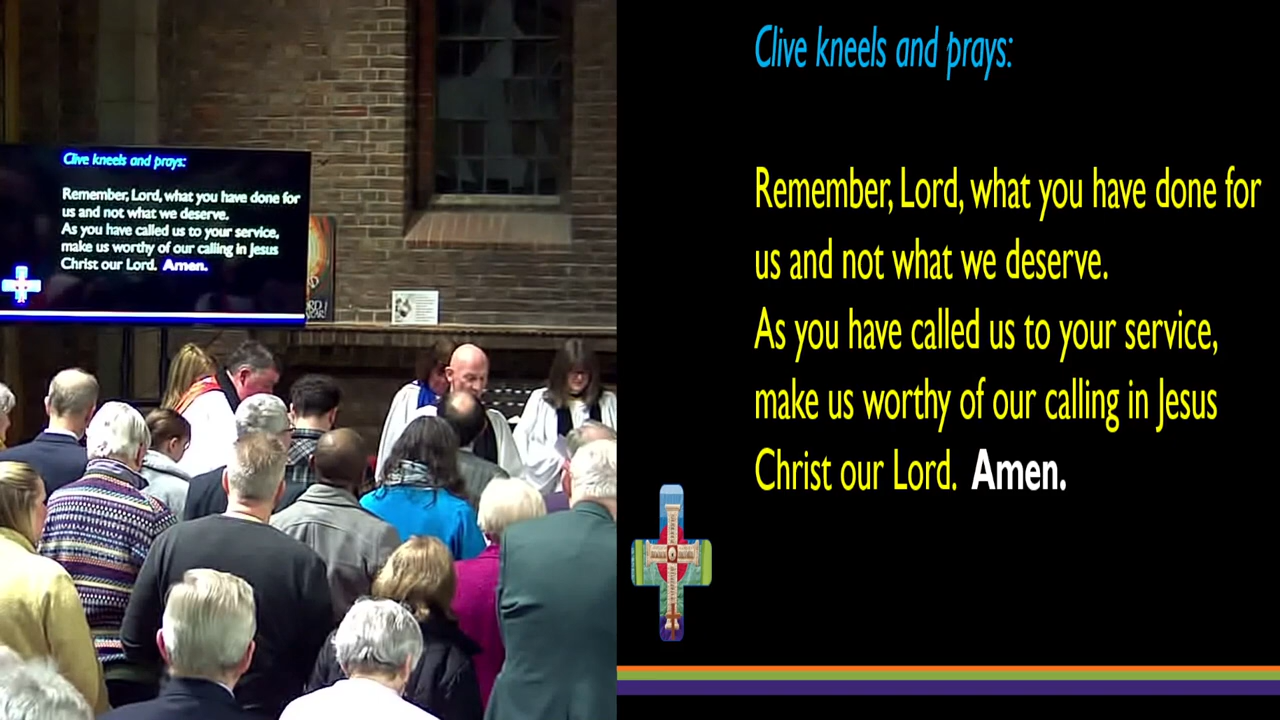 Clive kneels and prays:
Remember, Lord, what you have done for
us and not what we deserve.
As you have called us to your service,
make us worthy of our calling in Jesus
Christ our Lord. Amen.
Clive kneels and prays:
Remember, Lord, what you have done for
us and not what we deserve.
As you have called us to your service,
make us worthy of our calling in Jesus
Christ our Lord. Amen.